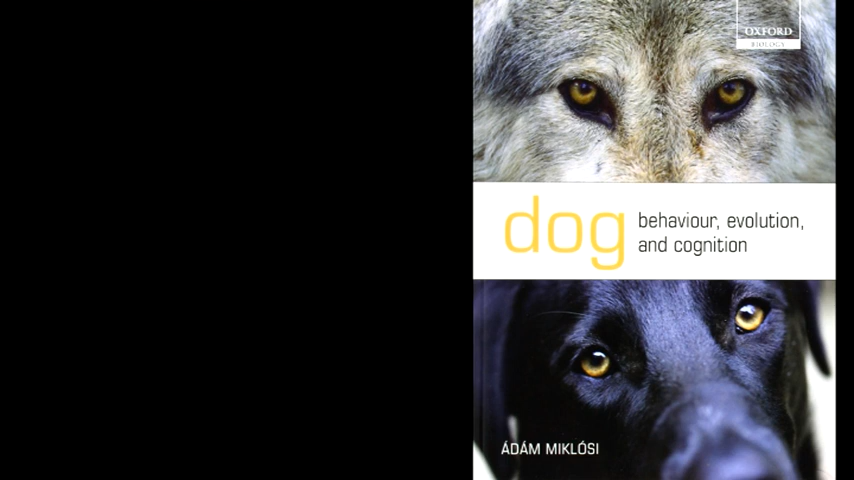 OXFORD
BIOLOGY
dog behaviour, evolution,
and cognition
ÁDÁM MIKLÓSI